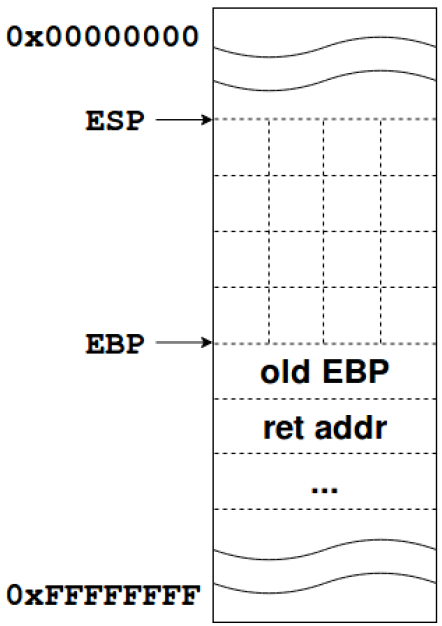 0x00000000
ESP
EBP
old EBP
ret addr
...
0xFFFFFFFF